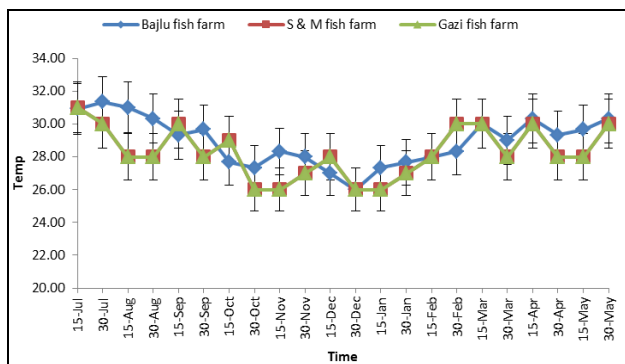 Bajlu fish farm S & M fish farm Gazi fish farm
34.00
32.00
30.00
28.00
26.00
24.00
22.00
20.00
Temp
15-Jul
30-Jul
15-Aug
30-Aug
15-Sep
30-Sep
15-Oct
30-Oct
15-Nov
30-Nov
15-Dec
30-Dec
15-Jan
30-Jan
15-Feb
30-Feb
15-Mar
30-Mar
15-Apr
30-Apr
15-May
30-May
Time